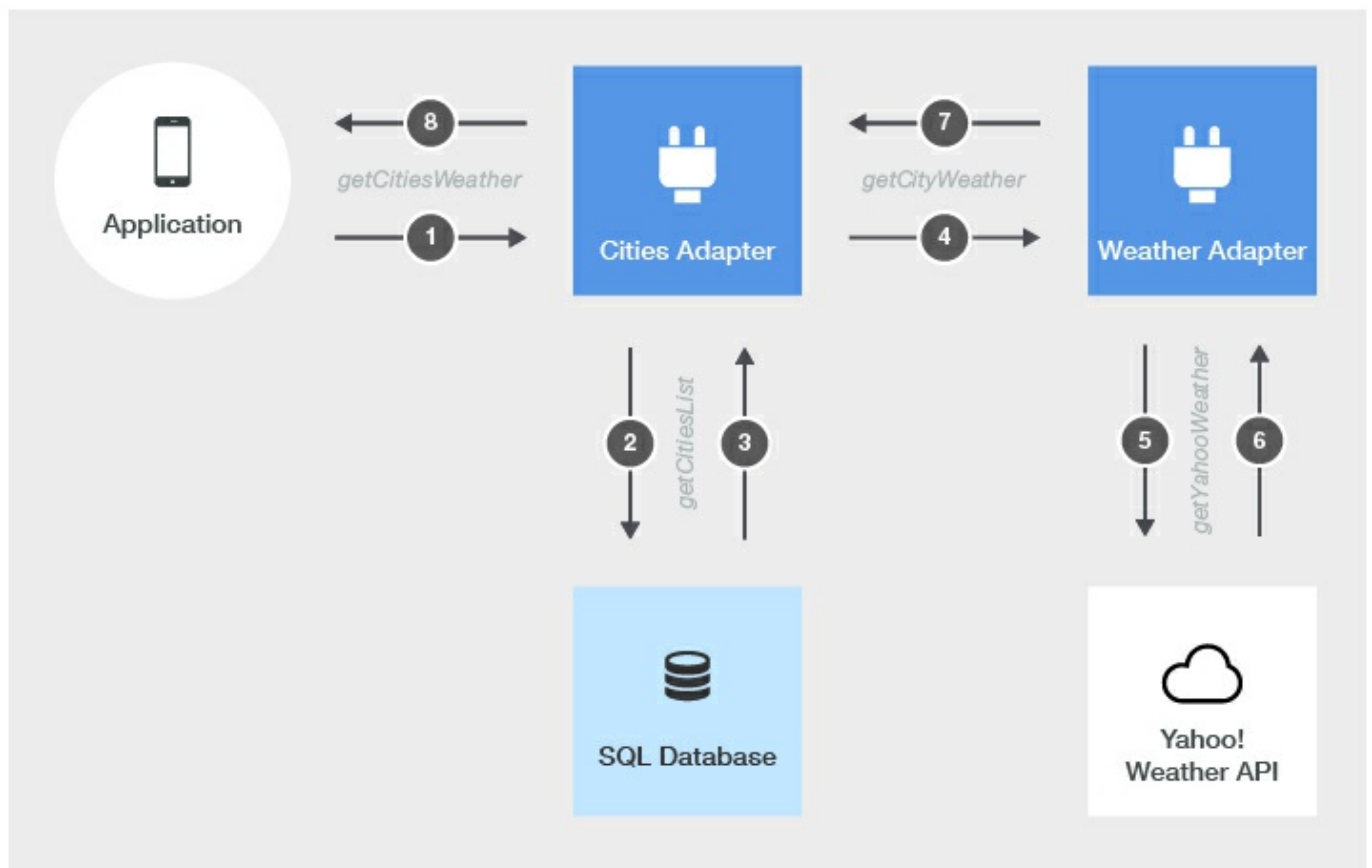 8
7
getCitiesWeather
getCityWeather
Application
1
4
Cities Adapter
Weather Adapter
2
getCitiesList
3
5
getYahooWeather
6
SQL Database
Yahoo!
Weather API